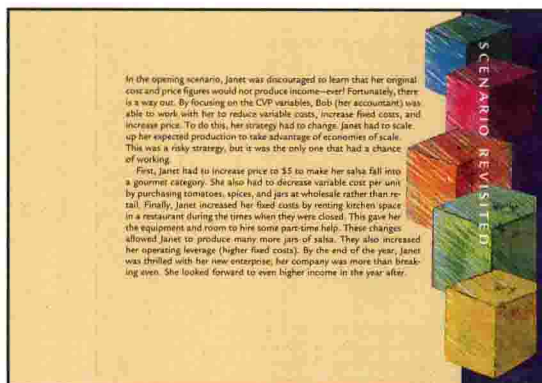 In the opening scenario, Janet was discouraged to learn that her original
cost and price figures would not produce income—ever! Fortunately, there
is a way out. By focusing on the CVP variables, Bob (her accountant) was
able to work with her to reduce variable costs, increase fixed costs, and
increase price. To do this, her strategy had to change. Janet had to scale
up her expected production to take advantage of economies of scale.
This was a risky strategy, but it was the only one that had a chance
of working.
First, Janet had to increase price to $5 to make her salsa fall into
a gourmet category. She also had to decrease variable cost per unit
by purchasing tomatoes, spices, and jars at wholesale rather than re-
tail. Finally, Janet increased her fixed costs by renting kitchen space
in a restaurant during the times when they were closed. This gave her
the equipment and room to hire some part-time help. These changes
allowed Janet to produce many more jars of salsa. They also increased
her operating leverage (higher fixed costs). By the end of the year, Janet
was thrilled with her new enterprise; her company was more than break-
ing even. She looked forward to even higher income in the year after.
SCENARIO REVISITED